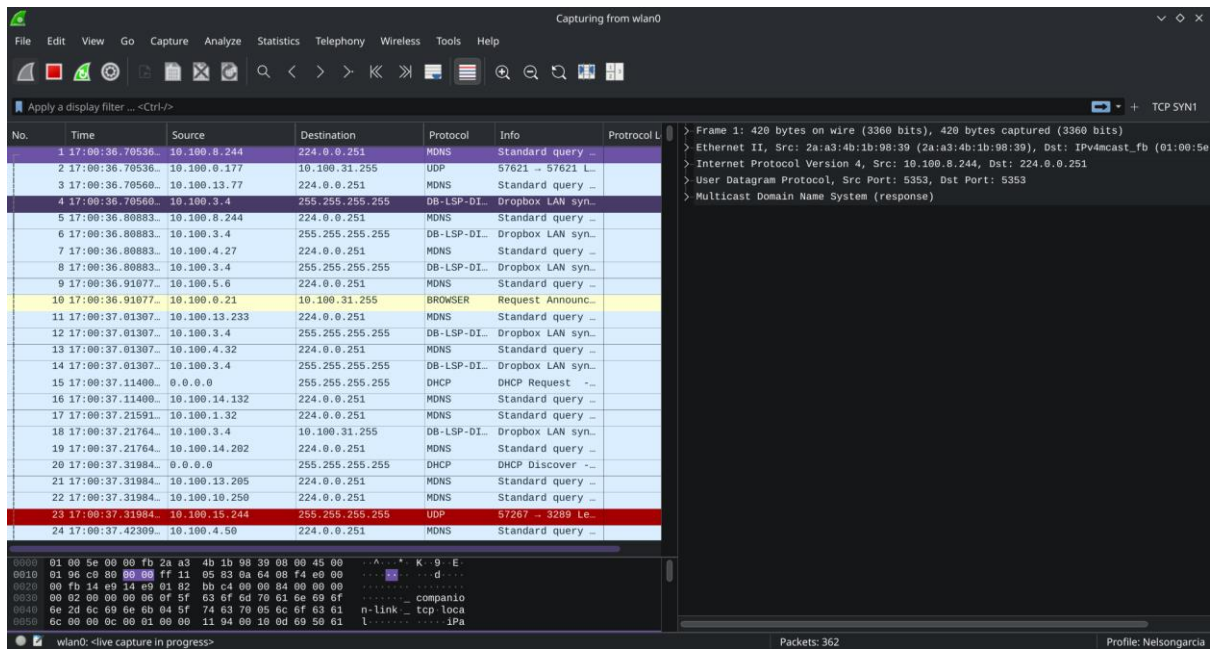 Capturing from wlan0
File Edit View Go Capture Analyze Statistics Telephony Wireless Tools Help
Apply a display filter ... <Ctrl-/>
TCP SYN1
No. Time Source Destination Protocol Info Protrocol L
1 17:00:36.70536… 10.100.8.244 224.0.0.251 MDNS Standard query …
2 17:00:36.70536… 10.100.0.177 10.100.31.255 UDP 57621 → 57621 L…
3 17:00:36.70560… 10.100.13.77 224.0.0.251 MDNS Standard query …
4 17:00:36.70560… 10.100.3.4 255.255.255.255 DB-LSP-DI… Dropbox LAN syn…
5 17:00:36.80883… 10.100.8.244 224.0.0.251 MDNS Standard query …
6 17:00:36.80883… 10.100.3.4 255.255.255.255 DB-LSP-DI… Dropbox LAN syn…
7 17:00:36.80883… 10.100.4.27 224.0.0.251 MDNS Standard query …
8 17:00:36.80883… 10.100.3.4 255.255.255.255 DB-LSP-DI… Dropbox LAN syn…
9 17:00:36.91077… 10.100.5.6 224.0.0.251 MDNS Standard query …
10 17:00:36.91077… 10.100.0.21 10.100.31.255 BROWSER Request Announc…
11 17:00:37.01307… 10.100.13.233 224.0.0.251 MDNS Standard query …
12 17:00:37.01307… 10.100.3.4 255.255.255.255 DB-LSP-DI… Dropbox LAN syn…
13 17:00:37.01307… 10.100.4.32 224.0.0.251 MDNS Standard query …
14 17:00:37.01307… 10.100.3.4 255.255.255.255 DB-LSP-DI… Dropbox LAN syn…
15 17:00:37.11400… 0.0.0.0 255.255.255.255 DHCP DHCP Request -…
16 17:00:37.11400… 10.100.14.132 224.0.0.251 MDNS Standard query …
17 17:00:37.21591… 10.100.1.32 224.0.0.251 MDNS Standard query …
18 17:00:37.21764… 10.100.3.4 10.100.31.255 DB-LSP-DI… Dropbox LAN syn…
19 17:00:37.21764… 10.100.14.202 224.0.0.251 MDNS Standard query …
20 17:00:37.31984… 0.0.0.0 255.255.255.255 DHCP DHCP Discover -…
21 17:00:37.31984… 10.100.13.205 224.0.0.251 MDNS Standard query …
22 17:00:37.31984… 10.100.10.250 224.0.0.251 MDNS Standard query …
23 17:00:37.31984… 10.100.15.244 255.255.255.255 UDP 57267 → 3289 Le…
24 17:00:37.42309… 10.100.4.50 224.0.0.251 MDNS Standard query …
Frame 1: 420 bytes on wire (3360 bits), 420 bytes captured (3360 bits)
Ethernet II, Src: 2a:a3:4b:1b:98:39 (2a:a3:4b:1b:98:39), Dst: IPv4mcast_fb (01:00:5e
Internet Protocol Version 4, Src: 10.100.8.244, Dst: 224.0.0.251
User Datagram Protocol, Src Port: 5353, Dst Port: 5353
Multicast Domain Name System (response)
0000 01 00 5e 00 00 fb 2a a3 4b 1b 98 39 08 00 45 00 ··^···*· K··9··E·
0010 01 96 c0 80 00 00 ff 11 05 83 0a 64 08 f4 e0 00 ········ ···d····
0020 00 fb 14 e9 14 e9 01 82 bb c4 00 00 84 00 00 00 ········ ········
0030 00 02 00 00 00 06 0f 5f 63 6f 6d 70 61 6e 69 6f ·······_ companio
0040 6e 2d 6c 69 6e 6b 04 5f 74 63 70 05 6c 6f 63 61 n-link·_ tcp·loca
0050 6c 00 00 0c 00 01 00 00 11 94 00 10 0d 69 50 61 l······· ·····iPa
wlan0: <live capture in progress>
Packets: 362
Profile: Nelsongarcia